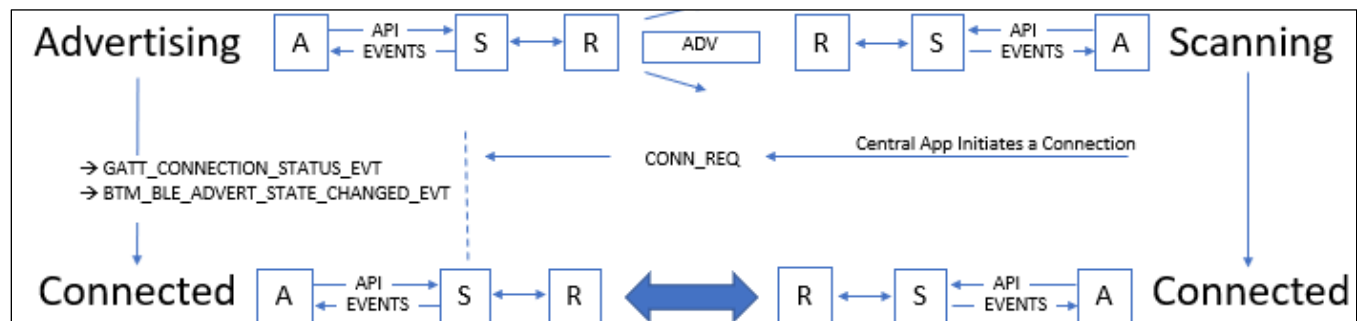 Advertising A API EVENTS S R ADV R S API EVENTS A Scanning
Central App Initiates a Connection
CONN_REQ
→ GATT_CONNECTION_STATUS_EVT
→ BTM_BLE_ADVERT_STATE_CHANGED_EVT
Connected A API EVENTS S R R S API EVENTS A Connected